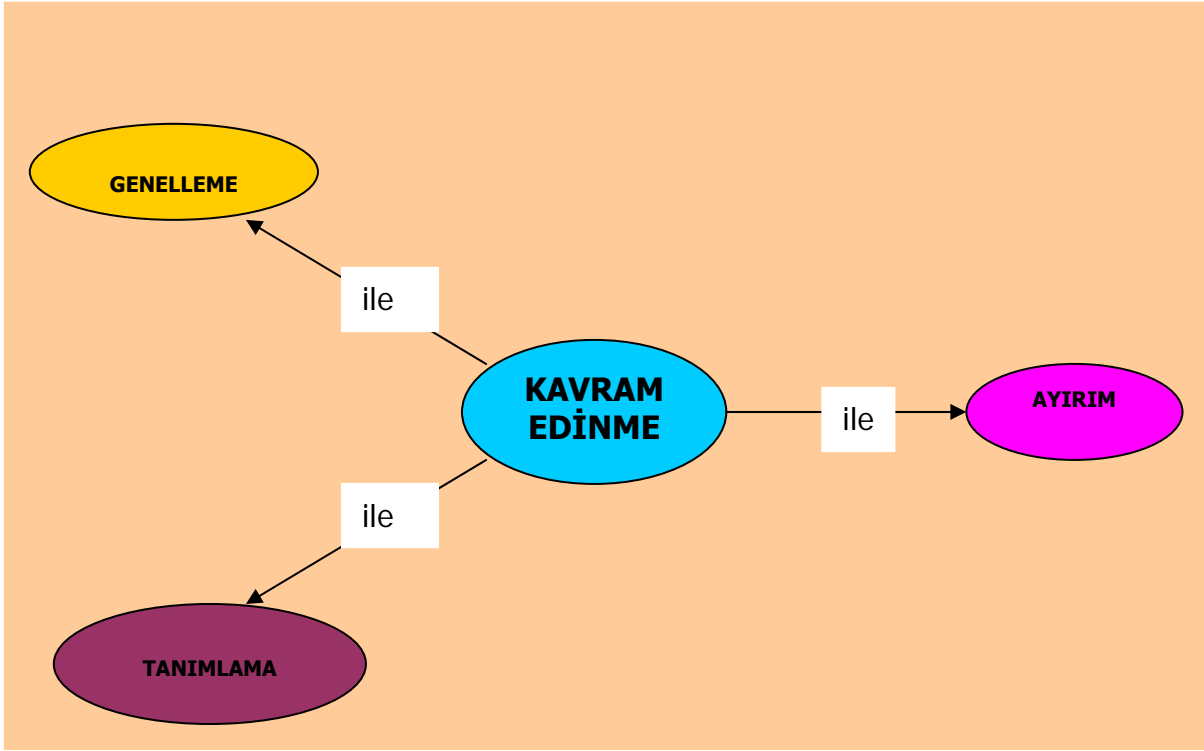 GENELLEME
ile
KAVRAM
EDİNME
ile
AYIRIM
ile
TANIMLAMA